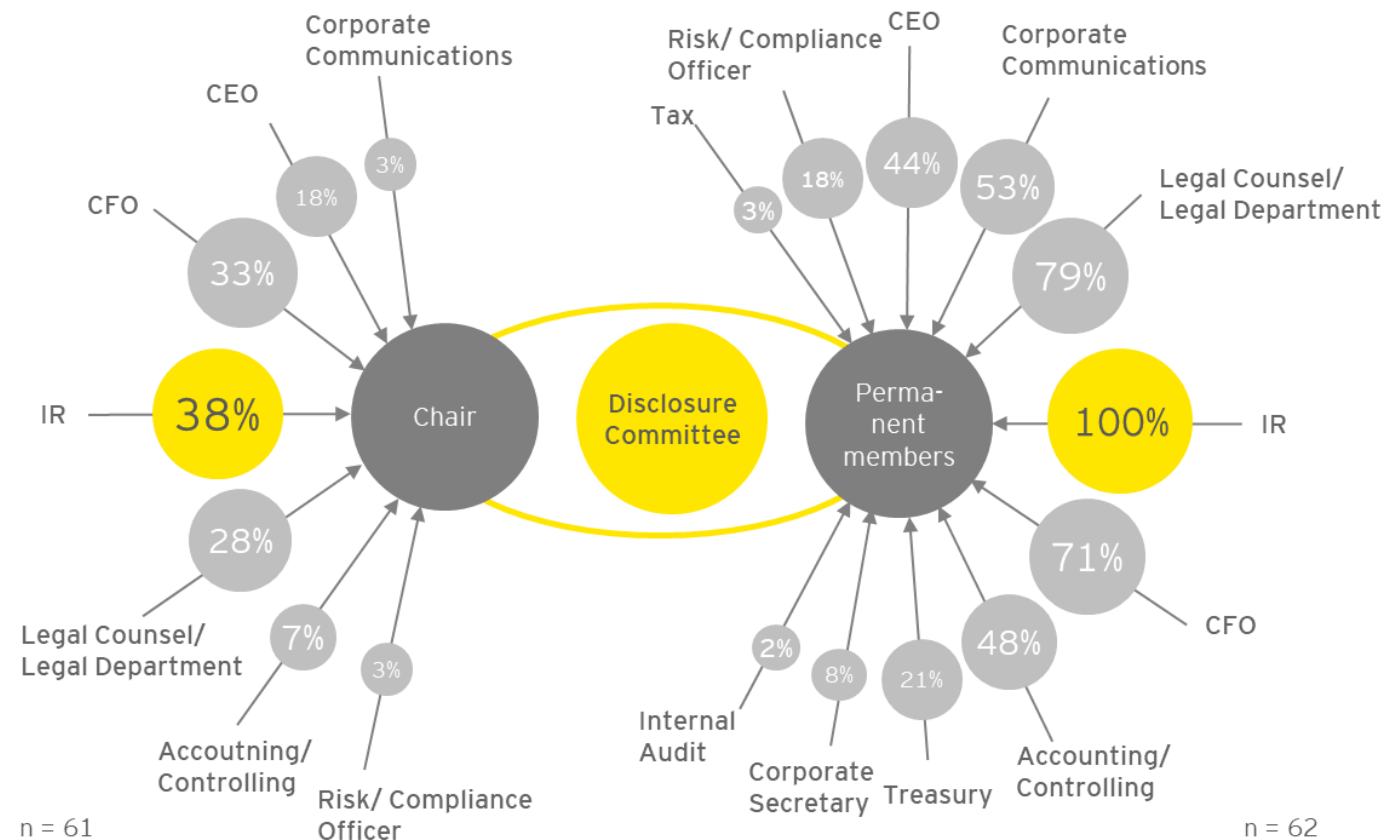 Corporate
Communications
3%
CEO
18%
CFO
33%
IR
38%
28%
Legal Counsel/
Legal Department
7%
Accoutning/
Controlling
3%
Risk/ Compliance
Officer
Chair
Disclosure
Committee
Perma-
nent
members
Tax
3%
Risk/ Compliance
Officer
18%
CEO
44%
Corporate
Communications
53%
Legal Counsel/
Legal Department
79%
100%
IR
71%
CFO
48%
Accounting/
Controlling
21%
Treasury
8%
Corporate
Secretary
2%
Internal
Audit
n = 61
n = 62